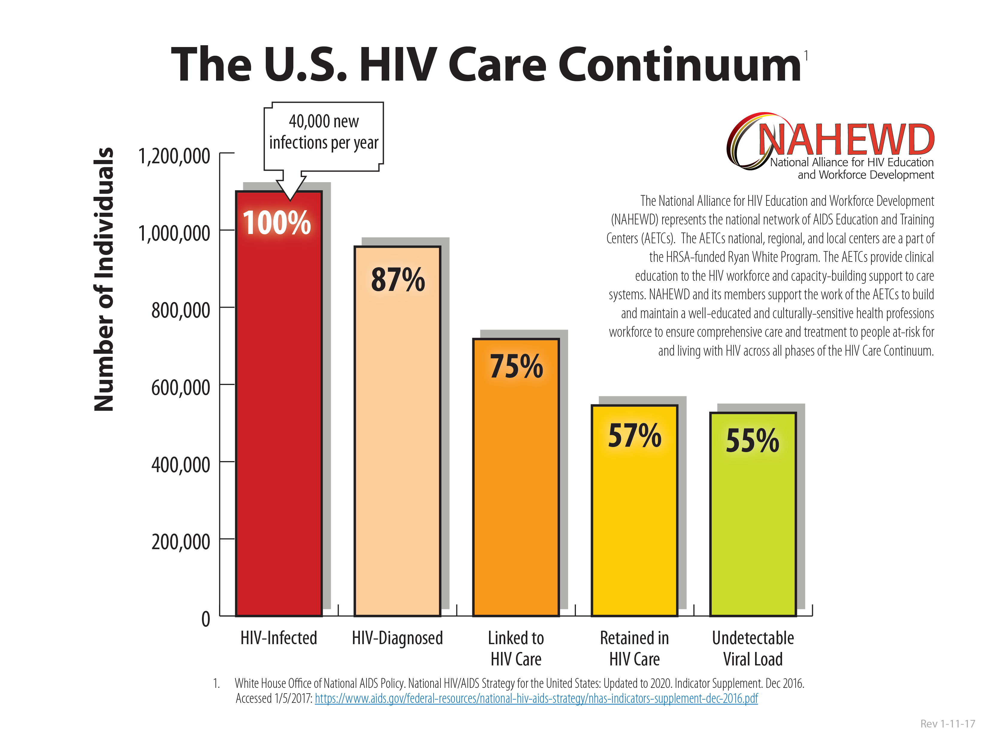 The U.S. HIV Care Continuum1
40,000 new
infections per year
NAHEWD
National Alliance for HIV Education
and Workforce Development
The National Alliance for HIV Education and Workforce Development
(NAHEWD) represents the national network of AIDS Education and Training
Centers (AETCs).  The AETCs national, regional, and local centers are a part of
the HRSA-funded Ryan White Program. The AETCs provide clinical
education to the HIV workforce and capacity-building support to care
systems. NAHEWD and its members support the work of the AETCs to build
and maintain a well-educated and culturally-sensitive health professions
workforce to ensure comprehensive care and treatment to people at-risk for
and living with HIV across all phases of the HIV Care Continuum.
Number of Individuals
1,200,000
1,000,000
800,000
600,000
400,000
200,000
0
100%
87%
75%
57%
55%
HIV-Infected
HIV-Diagnosed
Linked to
HIV Care
Retained in
HIV Care
Undetectable
Viral Load
1. White House Office of National AIDS Policy. National HIV/AIDS Strategy for the United States: Updated to 2020. Indicator Supplement. Dec 2016.
Accessed 1/5/2017: https://www.aids.gov/federal-resources/national-hiv-aids-strategy/nhas-indicators-supplement-dec-2016.pdf
Rev 1-11-17